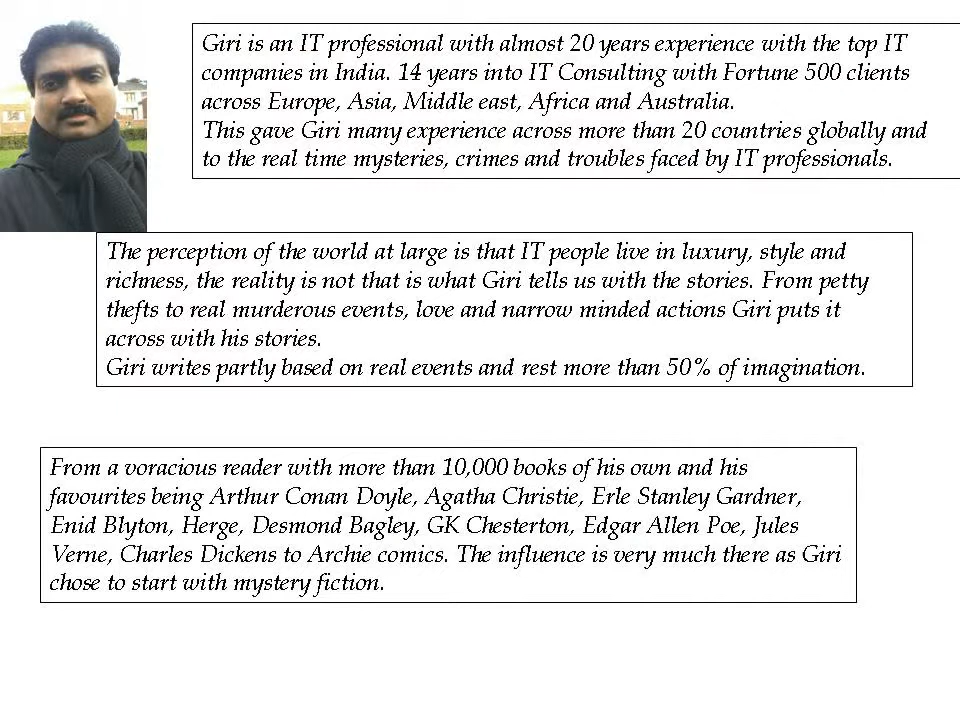 Giri is an IT professional with almost 20 years experience with the top IT
companies in India. 14 years into IT Consulting with Fortune 500 clients
across Europe, Asia, Middle east, Africa and Australia.
This gave Giri many experience across more than 20 countries globally and
to the real time mysteries, crimes and troubles faced by IT professionals.
The perception of the world at large is that IT people live in luxury, style and
richness, the reality is not that is what Giri tells us with the stories. From petty
thefts to real murderous events, love and narrow minded actions Giri puts it
across with his stories.
Giri writes partly based on real events and rest more than 50% of imagination.
From a voracious reader with more than 10,000 books of his own and his
favourites being Arthur Conan Doyle, Agatha Christie, Erle Stanley Gardner,
Enid Blyton, Herge, Desmond Bagley, GK Chesterton, Edgar Allen Poe, Jules
Verne, Charles Dickens to Archie comics. The influence is very much there as Giri
chose to start with mystery fiction.